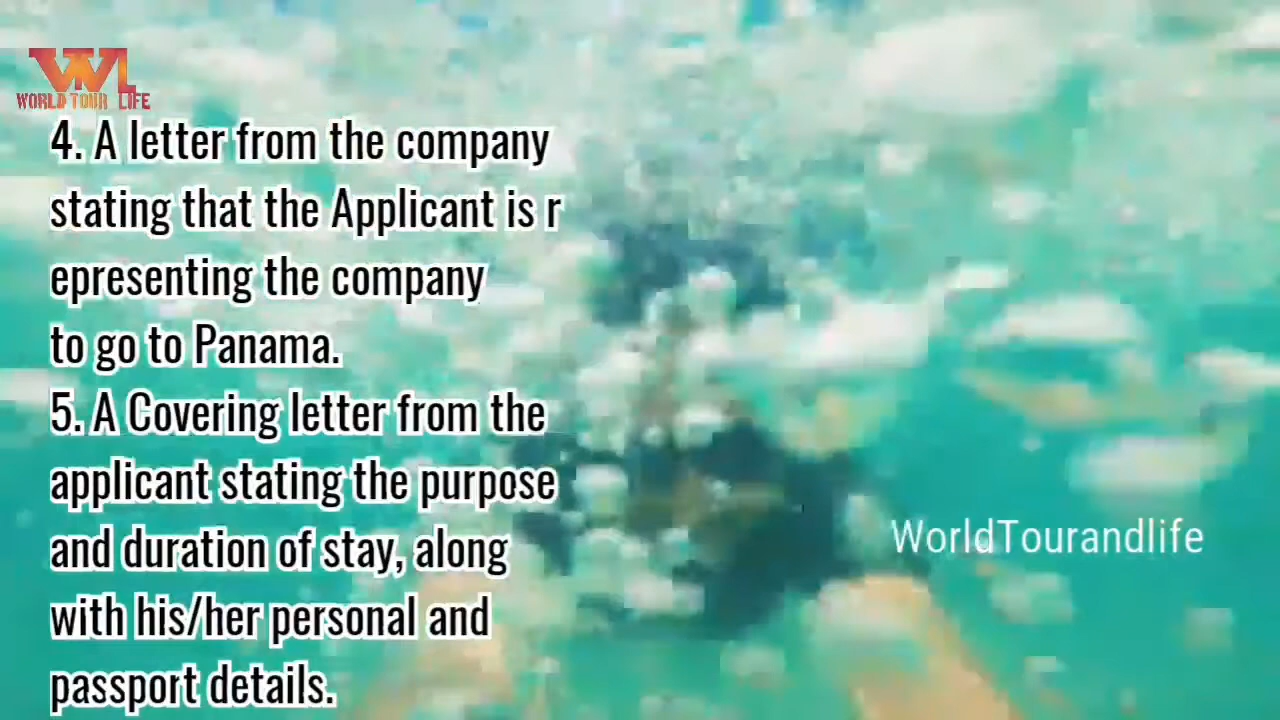 WL
WORLD TOUR LIFE
4. A letter from the company
stating that the Applicant is r
epresenting the company
to go to Panama.
5. A Covering letter from the
applicant stating the purpose
and duration of stay, along
with his/her personal and
passport details.
WorldTourandlife